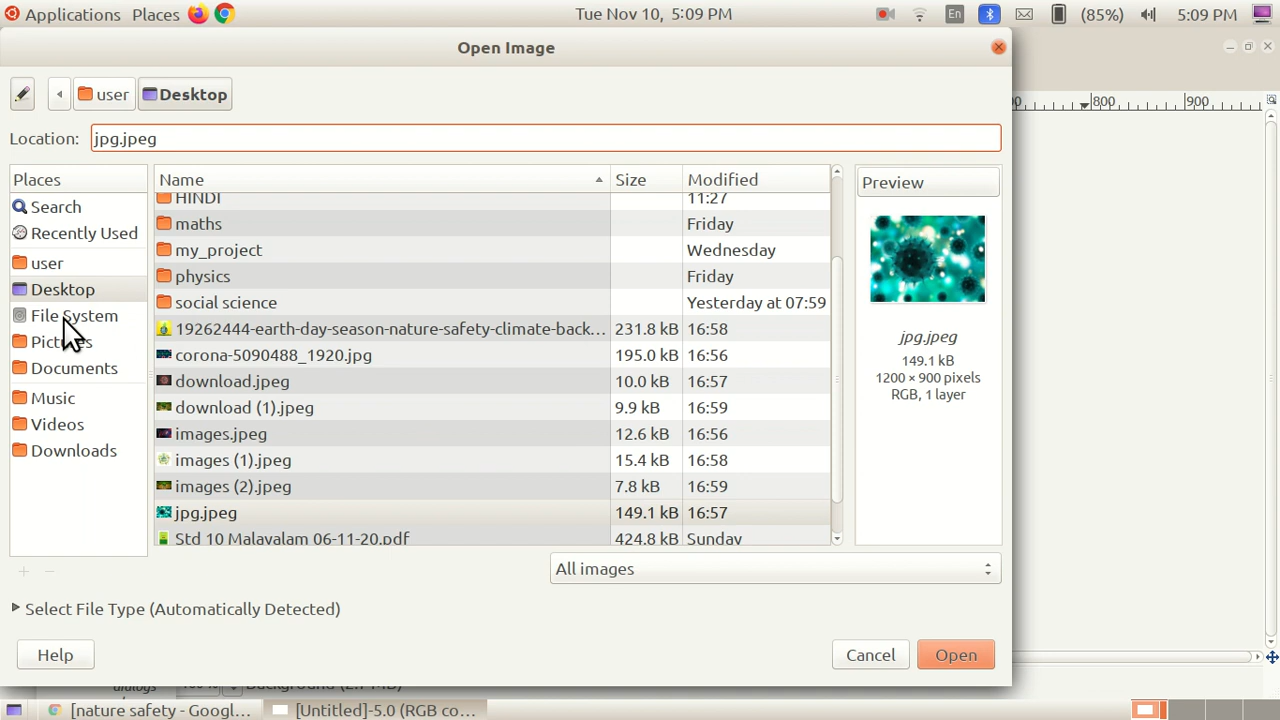 Applications Places Tue Nov 10, 5:09 PM En (85%) 5:09 PM
Open Image
user Desktop
Location: jpg.jpeg
800 900
Places Name Size Modified Preview
Search HINDI 11:27
Recently Used maths Friday
my_project Wednesday
user physics Friday
Desktop social science Yesterday at 07:59
File System 19262444-earth-day-season-nature-safety-climate-back... 231.8 kB 16:58
Pictures corona-5090488_1920.jpg 195.0 kB 16:56
Documents download.jpeg 10.0 kB 16:57
Music download (1).jpeg 9.9 kB 16:59
Videos images.jpeg 12.6 kB 16:56
Downloads images (1).jpeg 15.4 kB 16:58
images (2).jpeg 7.8 kB 16:59
jpg.jpeg 149.1 kB 16:57
Std 10 Malayalam 06-11-20.pdf 424.8 kB Sunday
jpg.jpeg
149.1 kB
1200 × 900 pixels
RGB, 1 layer
All images
Select File Type (Automatically Detected)
Help Cancel Open
dialogs
[nature safety - Googl... [Untitled]-5.0 (RGB co...